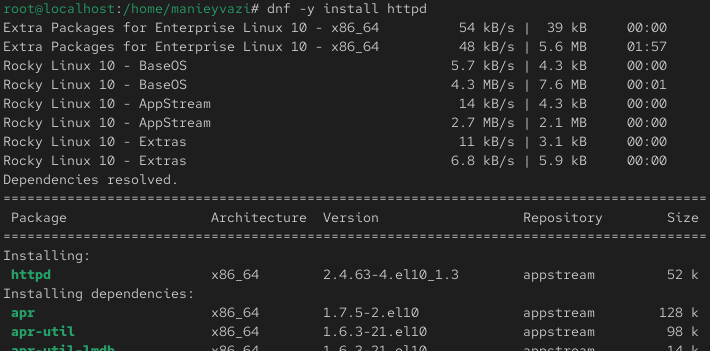 root@localhost:/home/manieyvazi# dnf -y install httpd
Extra Packages for Enterprise Linux 10 - x86_64          54 kB/s |  39 kB     00:00
Extra Packages for Enterprise Linux 10 - x86_64          48 kB/s | 5.6 MB     01:57
Rocky Linux 10 - BaseOS                                 5.7 kB/s | 4.3 kB     00:00
Rocky Linux 10 - BaseOS                                 4.3 MB/s | 7.6 MB     00:01
Rocky Linux 10 - AppStream                               14 kB/s | 4.3 kB     00:00
Rocky Linux 10 - AppStream                              2.7 MB/s | 2.1 MB     00:00
Rocky Linux 10 - Extras                                  11 kB/s | 3.1 kB     00:00
Rocky Linux 10 - Extras                                 6.8 kB/s | 5.9 kB     00:00
Dependencies resolved.
========================================================================================
 Package                  Architecture  Version                  Repository        Size
========================================================================================
Installing:
 httpd                    x86_64        2.4.63-4.el10_1.3        appstream         52 k
Installing dependencies:
 apr                      x86_64        1.7.5-2.el10             appstream        128 k
 apr-util                 x86_64        1.6.3-21.el10            appstream         98 k
 apr-util-lmdb            x86_64        1.6.3-21.el10            appstream         14 k